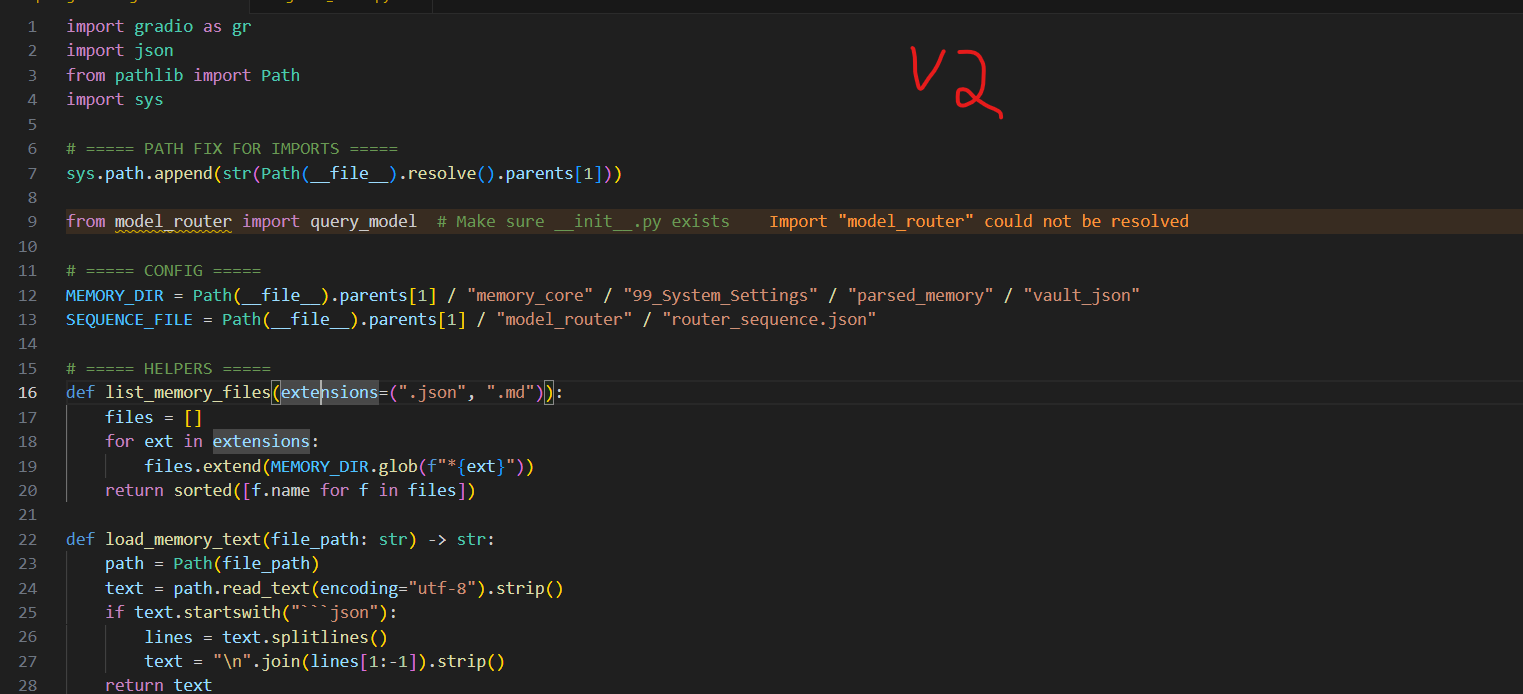 1 import gradio as gr
2 import json
3 from pathlib import Path
4 import sys
5
6 # ===== PATH FIX FOR IMPORTS =====
7 sys.path.append(str(Path(__file__).resolve().parents[1]))
8
9 from model_router import query_model  # Make sure __init__.py exists    Import "model_router" could not be resolved
10
11 # ===== CONFIG =====
12 MEMORY_DIR = Path(__file__).parents[1] / "memory_core" / "99_System_Settings" / "parsed_memory" / "vault_json"
13 SEQUENCE_FILE = Path(__file__).parents[1] / "model_router" / "router_sequence.json"
14
15 # ===== HELPERS =====
16 def list_memory_files(extensions=(".json", ".md")):
17     files = []
18     for ext in extensions:
19         files.extend(MEMORY_DIR.glob(f"*{ext}"))
20     return sorted([f.name for f in files])
21
22 def load_memory_text(file_path: str) -> str:
23     path = Path(file_path)
24     text = path.read_text(encoding="utf-8").strip()
25     if text.startswith("```json"):
26         lines = text.splitlines()
27         text = "\n".join(lines[1:-1]).strip()
28     return text
V2